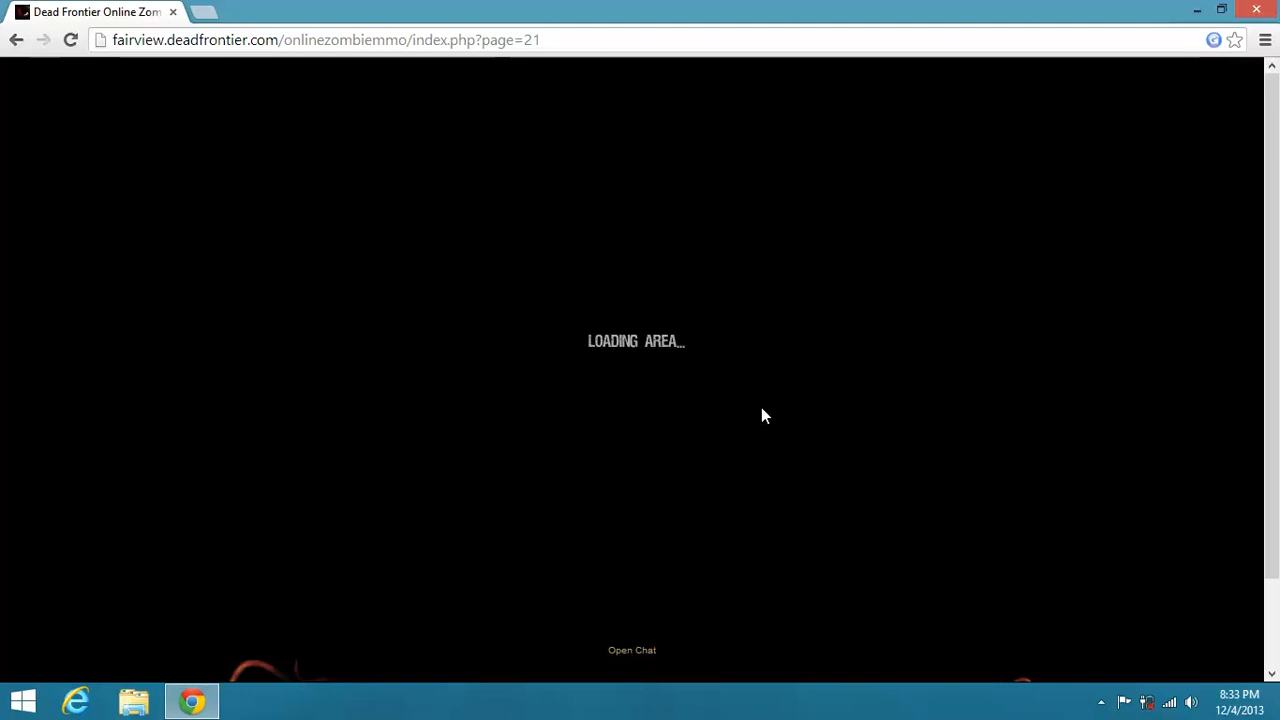 Dead Frontier Online Zom
fairview.deadfrontier.com/onlinezombiemmo/index.php?page=21
LOADING AREA...
Open Chat
8:33 PM
12/4/2013